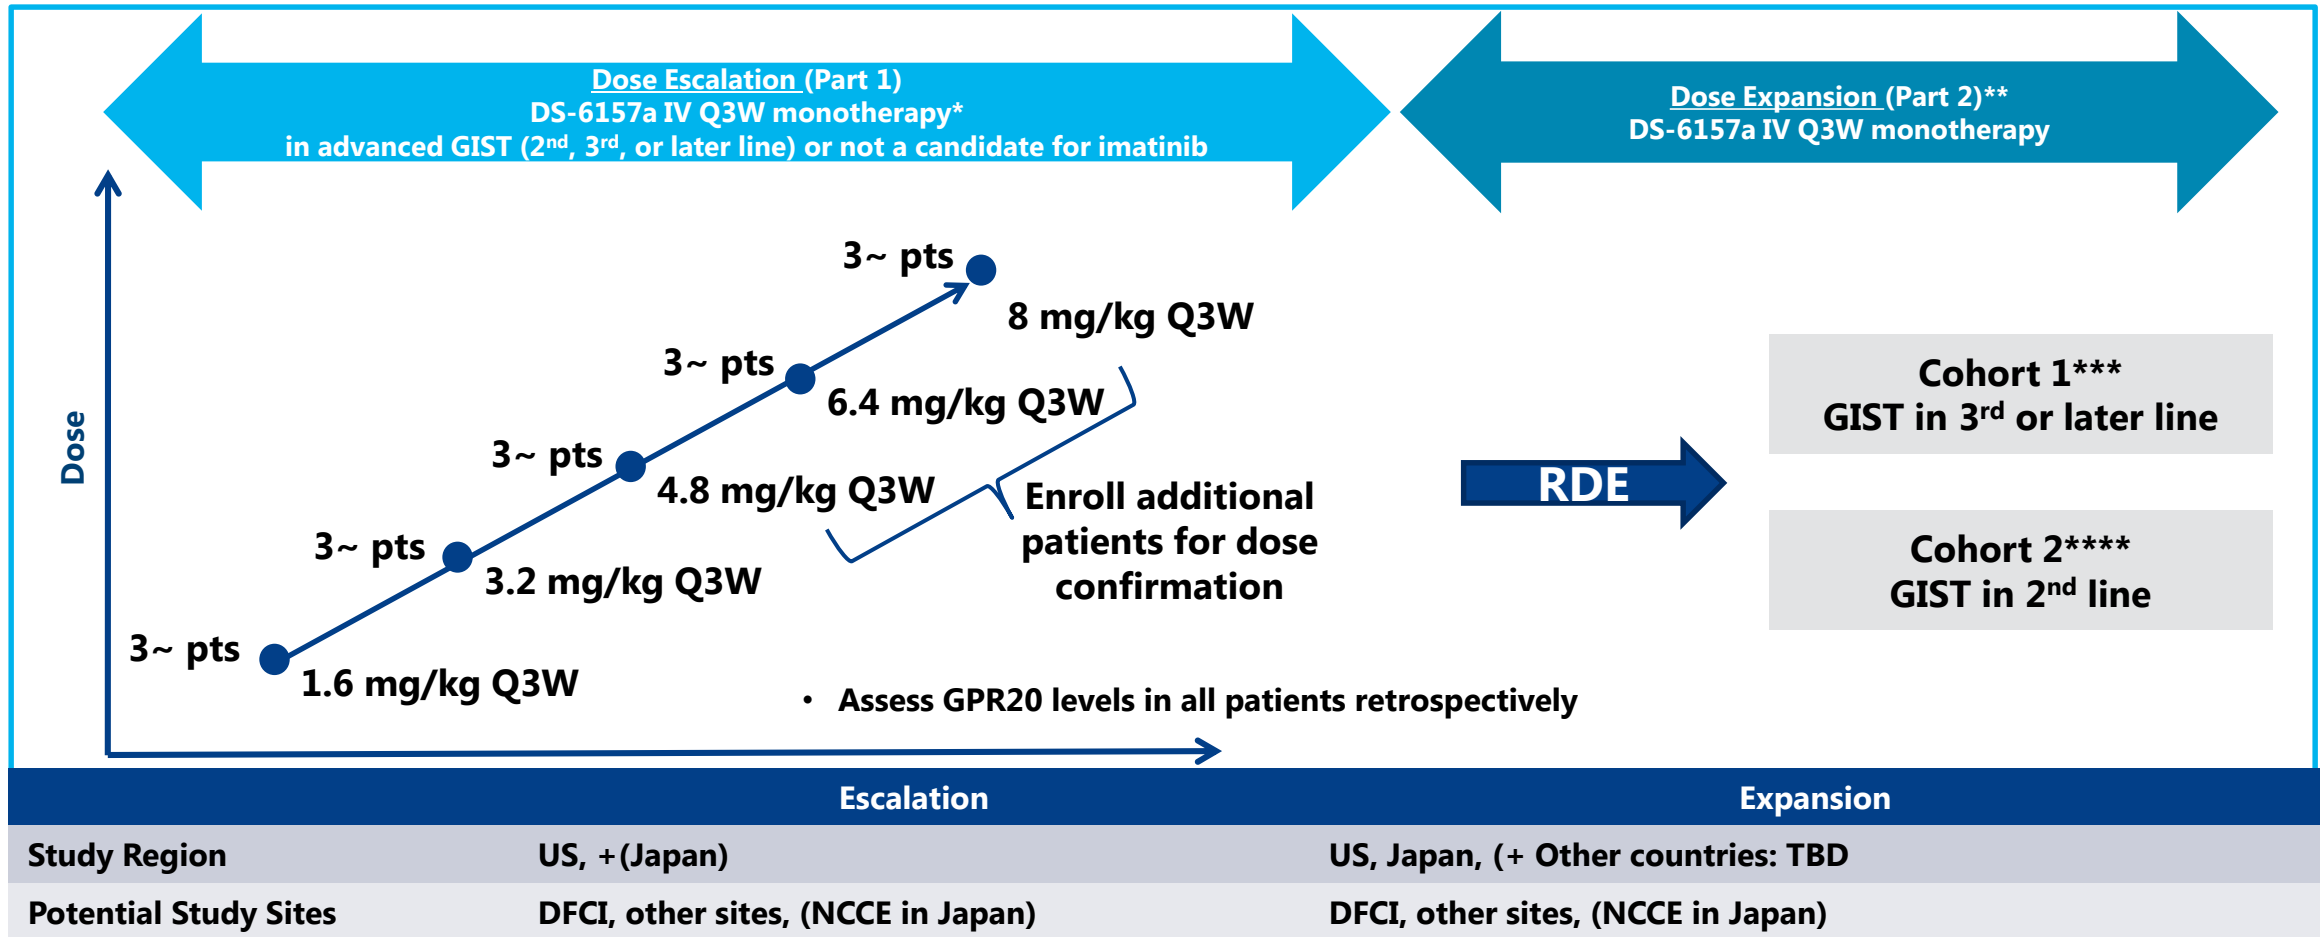 Dose Escalation (Part 1)
DS-6157a IV Q3W monotherapy*
in advanced GIST (2nd, 3rd, or later line) or not a candidate for imatinib
Dose Expansion (Part 2)**
DS-6157a IV Q3W monotherapy
Dose
3~ pts
8 mg/kg Q3W
3~ pts
6.4 mg/kg Q3W
3~ pts
4.8 mg/kg Q3W
3~ pts
3.2 mg/kg Q3W
3~ pts
1.6 mg/kg Q3W
Enroll additional
patients for dose
confirmation
• Assess GPR20 levels in all patients retrospectively
RDE
Cohort 1***
GIST in 3rd or later line
Cohort 2****
GIST in 2nd line
Escalation Expansion
Study Region US, +(Japan) US, Japan, (+ Other countries: TBD
Potential Study Sites DFCI, other sites, (NCCE in Japan) DFCI, other sites, (NCCE in Japan)